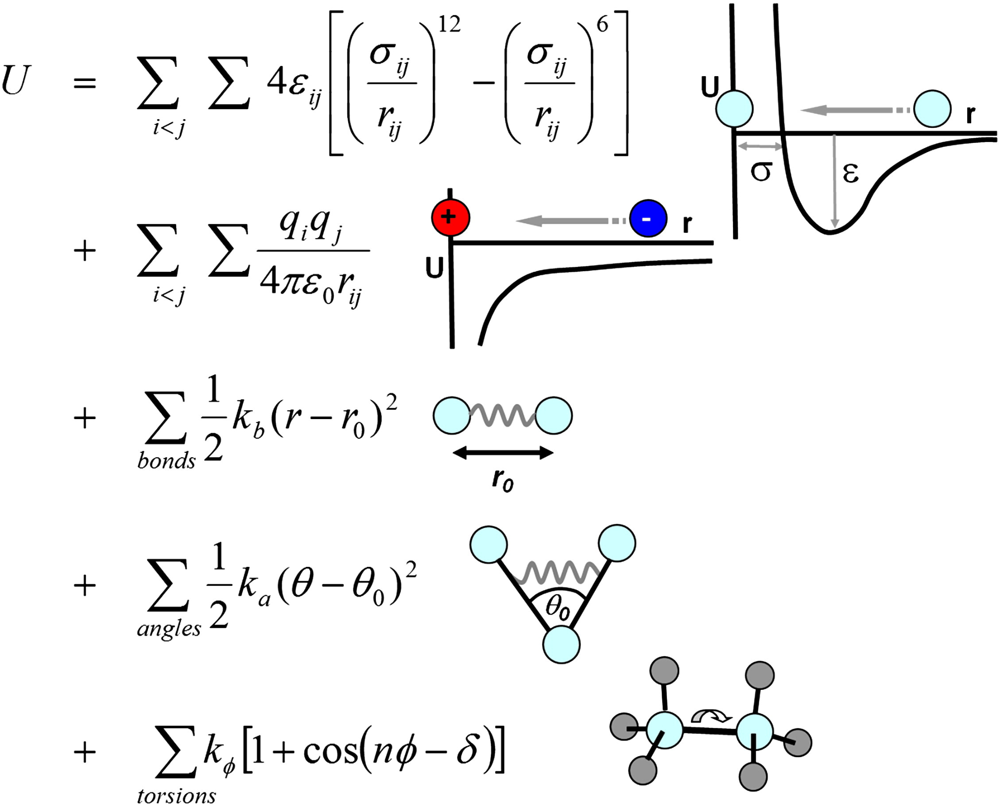 U = ∑ ∑ 4ε_ij [ (σ_ij / r_ij)^12 − (σ_ij / r_ij)^6 ]
i<j
U r
σ ε
+ ∑ ∑ q_i q_j / 4πε_0 r_ij
i<j
+ - r
U
+ ∑ 1/2 k_b (r − r_0)^2
bonds
r_0
+ ∑ 1/2 k_a (θ − θ_0)^2
angles
θ_0
+ ∑ k_ϕ [1 + cos(nϕ − δ)]
torsions